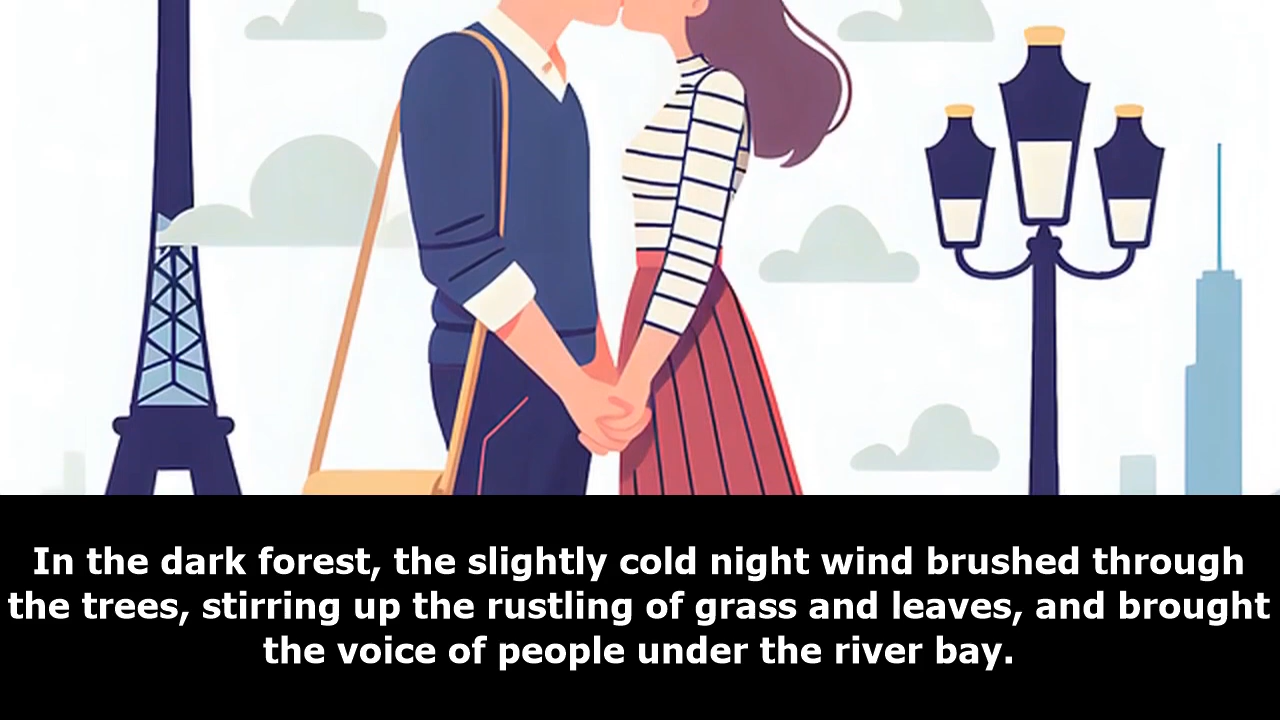 In the dark forest, the slightly cold night wind brushed through
the trees, stirring up the rustling of grass and leaves, and brought
the voice of people under the river bay.